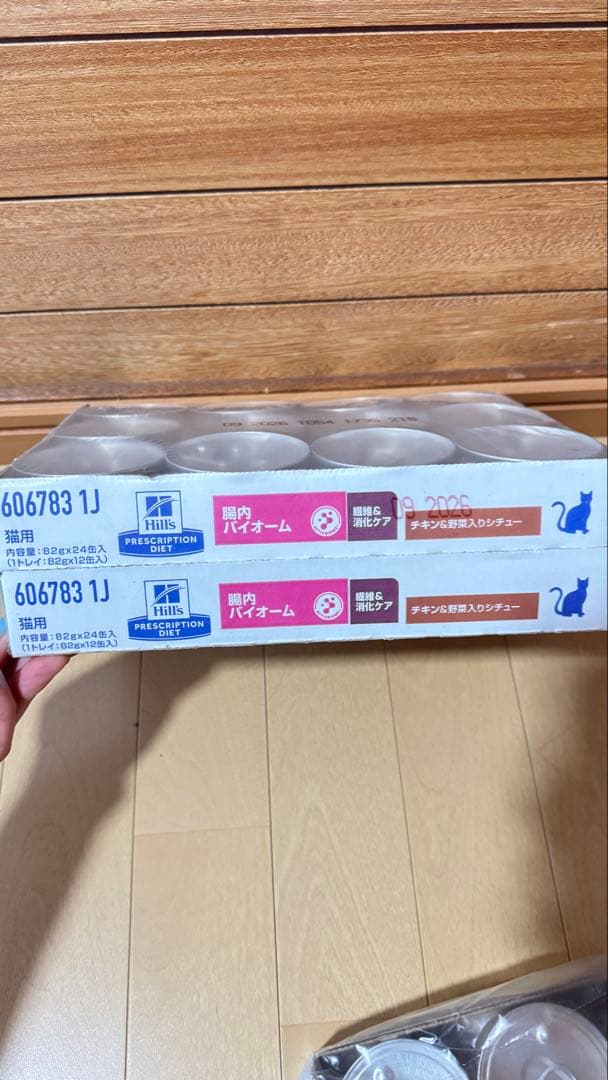 09 2026 T054 1735 216
606783 1J
猫用
内容量:82g×24缶入
(1トレイ:82g×12缶入)
Hill's
PRESCRIPTION
DIET
腸内
バイオーム
繊維&
消化ケア
09 2026
チキン&野菜入りシチュー
606783 1J
猫用
内容量:82g×24缶入
(1トレイ:82g×12缶入)
Hill's
PRESCRIPTION
DIET
腸内
バイオーム
繊維&
消化ケア
チキン&野菜入りシチュー